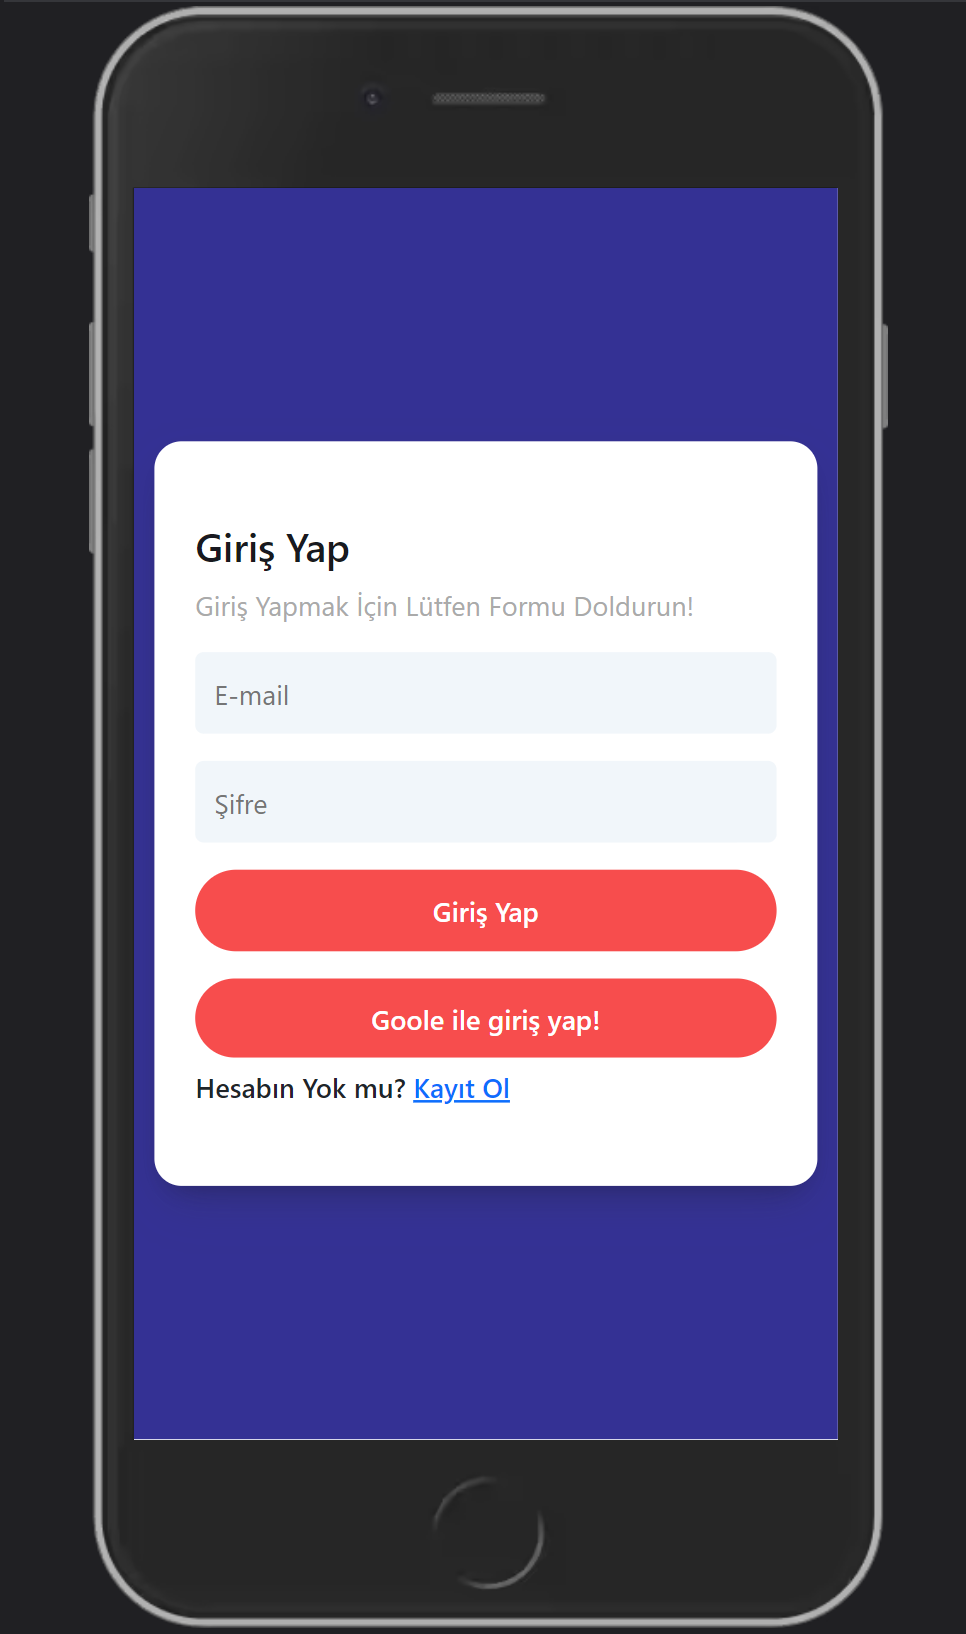 Giriş Yap
Giriş Yapmak İçin Lütfen Formu Doldurun!
E-mail
Şifre
Giriş Yap
Goole ile giriş yap!
Hesabın Yok mu? Kayıt Ol